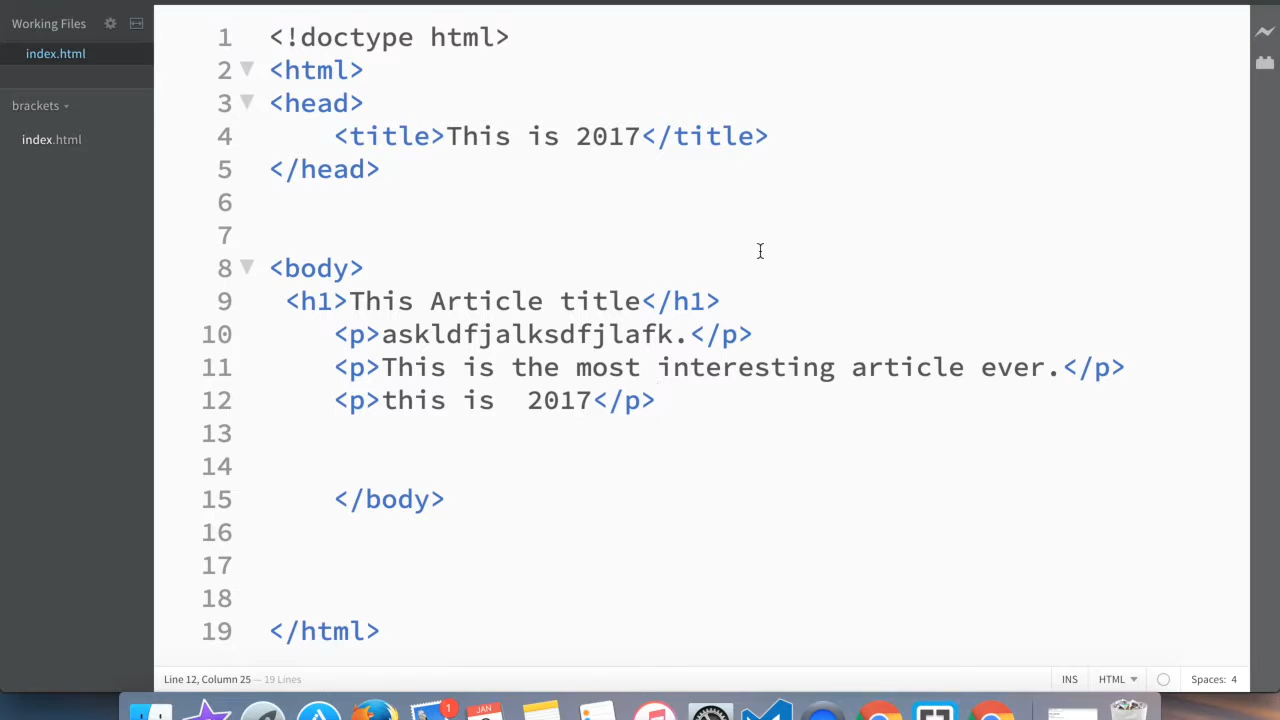 Working Files
index.html
brackets
index.html
1 <!doctype html>
2 <html>
3 <head>
4 <title>This is 2017</title>
5 </head>
6
7
8 <body>
9 <h1>This Article title</h1>
10 <p>askldfjalksdfjlafk.</p>
11 <p>This is the most interesting article ever.</p>
12 <p>this is  2017</p>
13
14
15 </body>
16
17
18
19 </html>
Line 12, Column 25 — 19 Lines
INS
HTML
Spaces: 4
1
JAN